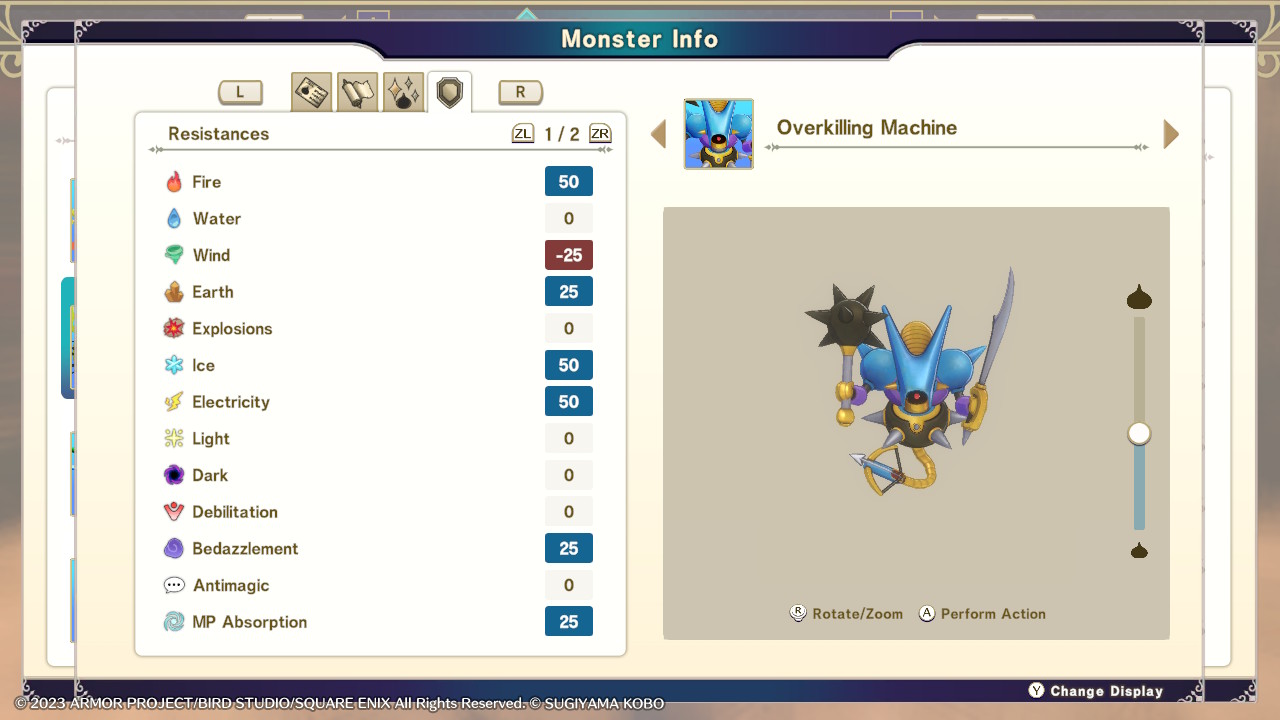 Monster Info
L
R
Resistances
ZL 1 / 2 ZR
Fire 50
Water 0
Wind -25
Earth 25
Explosions 0
Ice 50
Electricity 50
Light 0
Dark 0
Debilitation 0
Bedazzlement 25
Antimagic 0
MP Absorption 25
Overkilling Machine
R Rotate/Zoom A Perform Action
Y Change Display
© 2023 ARMOR PROJECT/BIRD STUDIO/SQUARE ENIX All Rights Reserved. © SUGIYAMA KOBO